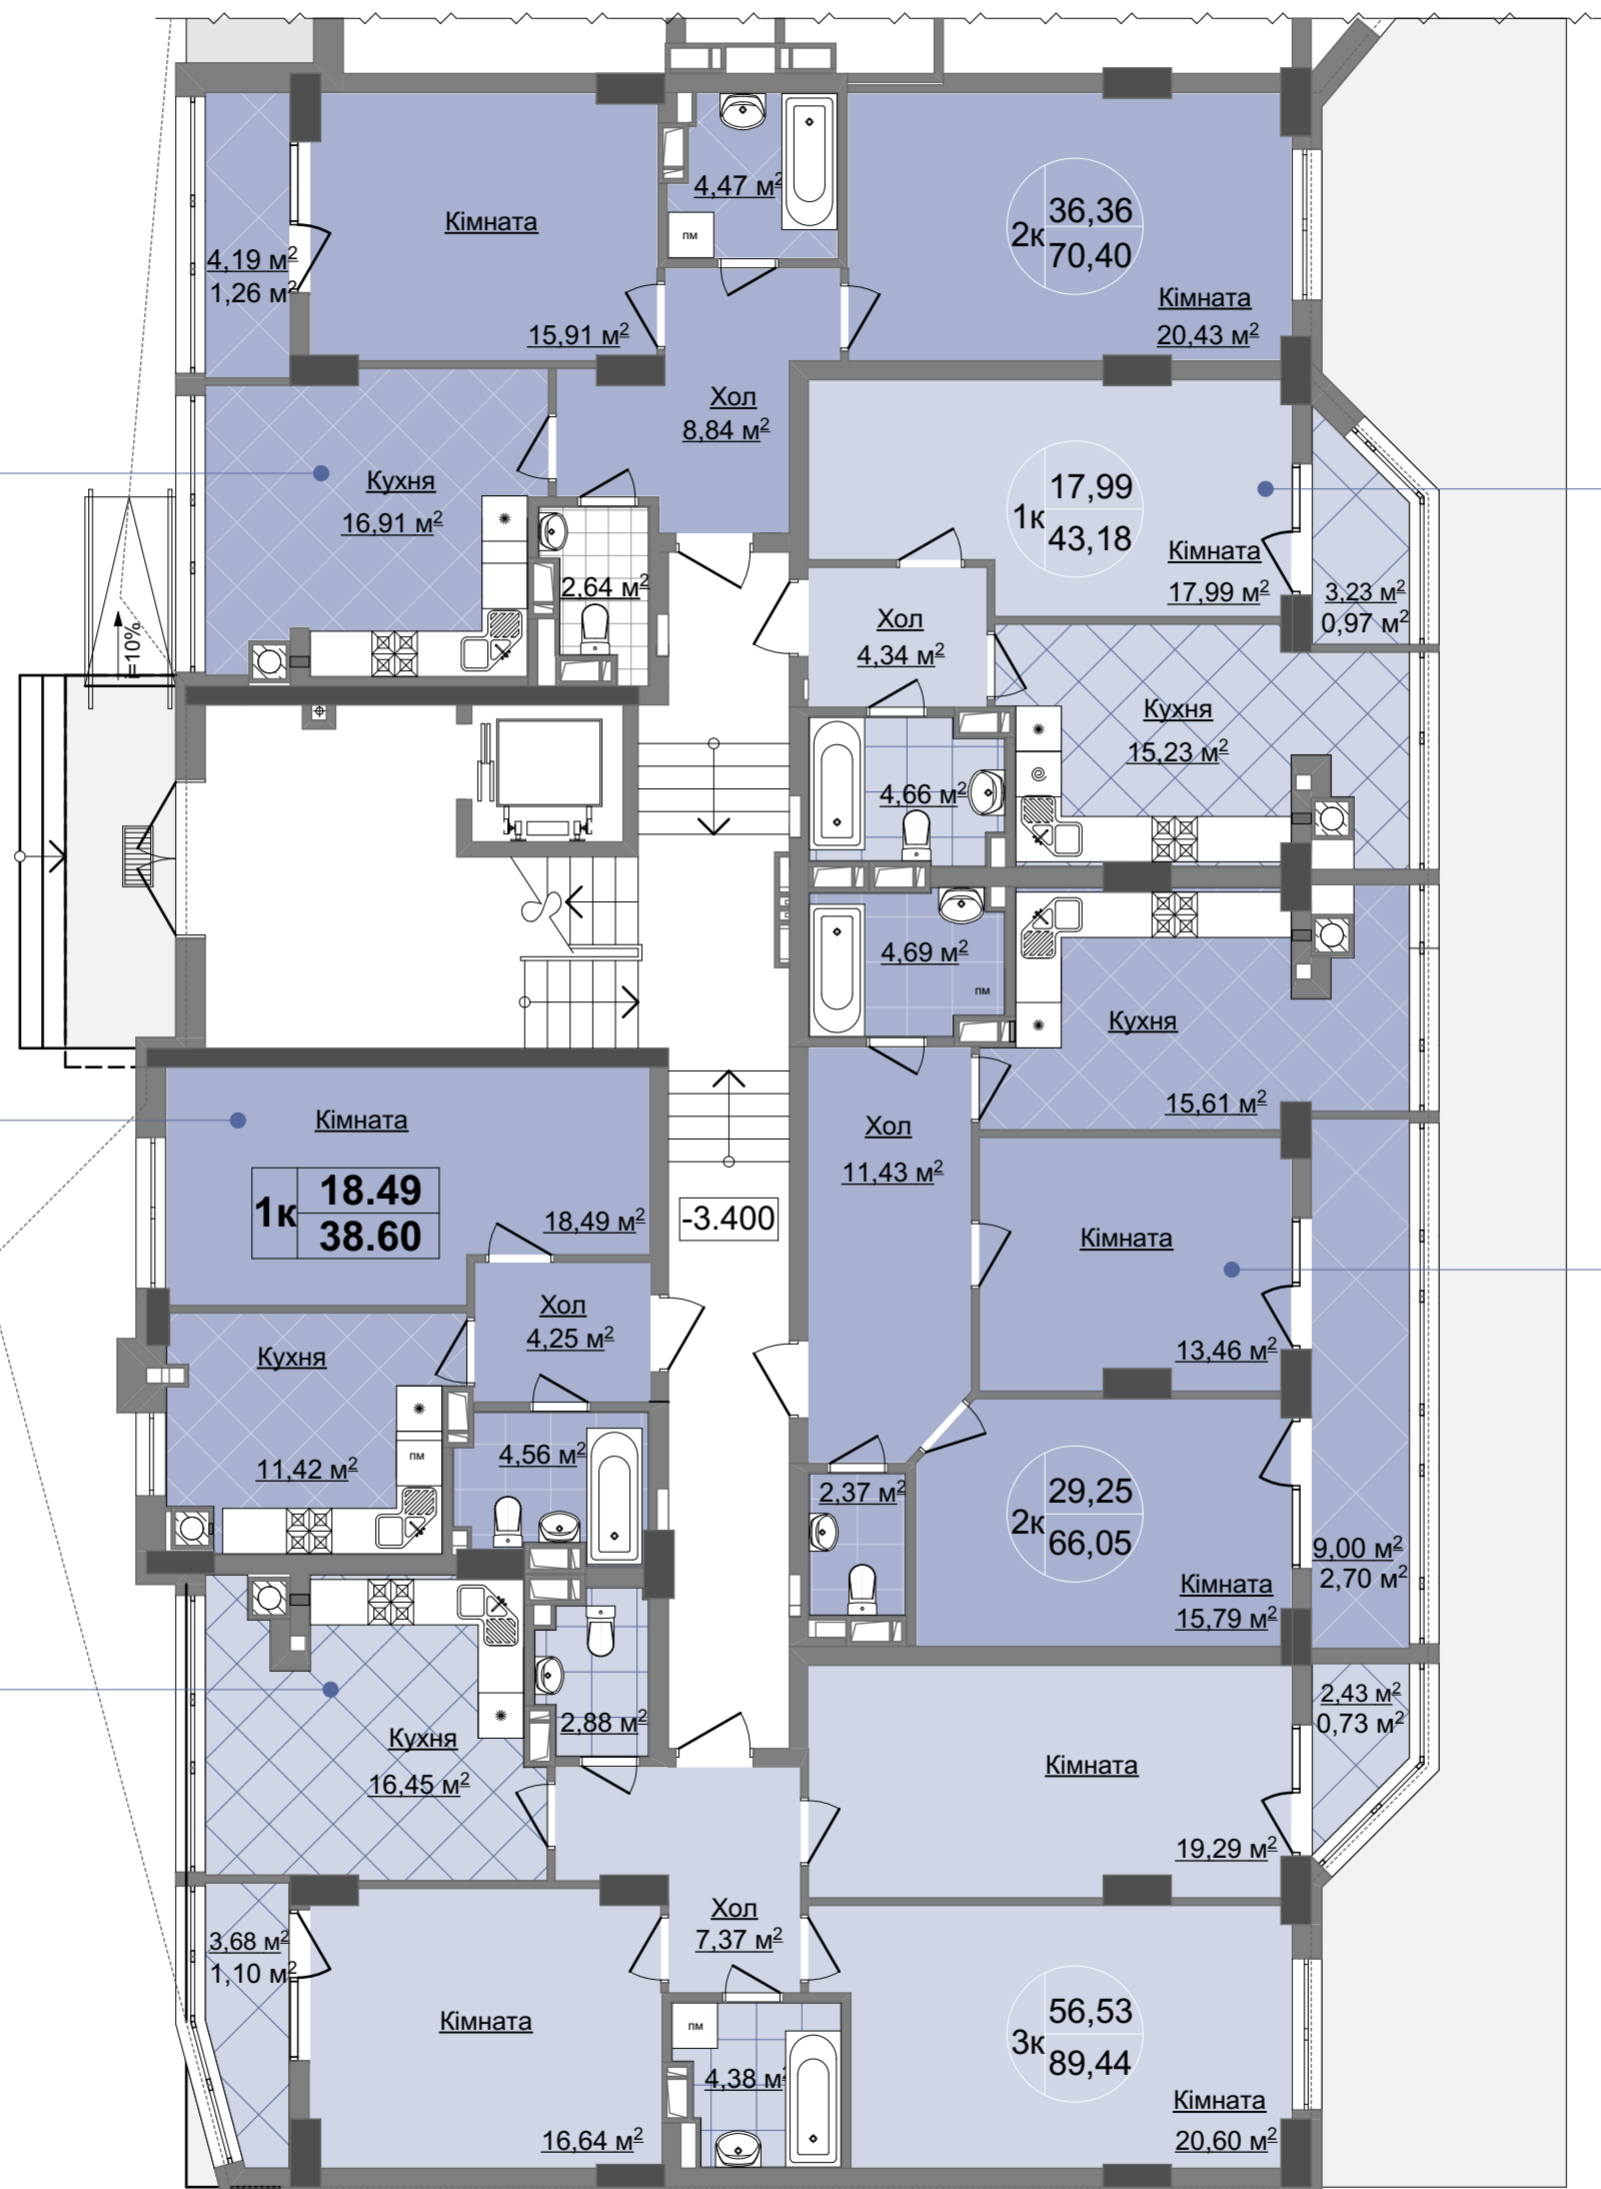 4,47 м²
пм
36,36
2к
70,40
Кімната
4,19 м²
1,26 м²
15,91 м²
Кімната
20,43 м²
Хол
8,84 м²
Кухня
16,91 м²
17,99
1к
43,18
Кімната
17,99 м²
3,23 м²
0,97 м²
2,64 м²
Хол
4,34 м²
i=10%
Кухня
15,23 м²
4,66 м²
4,69 м²
пм
Кухня
15,61 м²
Кімната
1к
18.49
38.60
18,49 м²
-3.400
Хол
11,43 м²
Кімната
13,46 м²
Хол
4,25 м²
Кухня
11,42 м²
пм
4,56 м²
2,37 м²
29,25
2к
66,05
Кімната
15,79 м²
9,00 м²
2,70 м²
2,88 м²
Кухня
16,45 м²
2,43 м²
0,73 м²
Кімната
19,29 м²
3,68 м²
1,10 м²
Хол
7,37 м²
Кімната
16,64 м²
пм
4,38 м²
56,53
3к
89,44
Кімната
20,60 м²